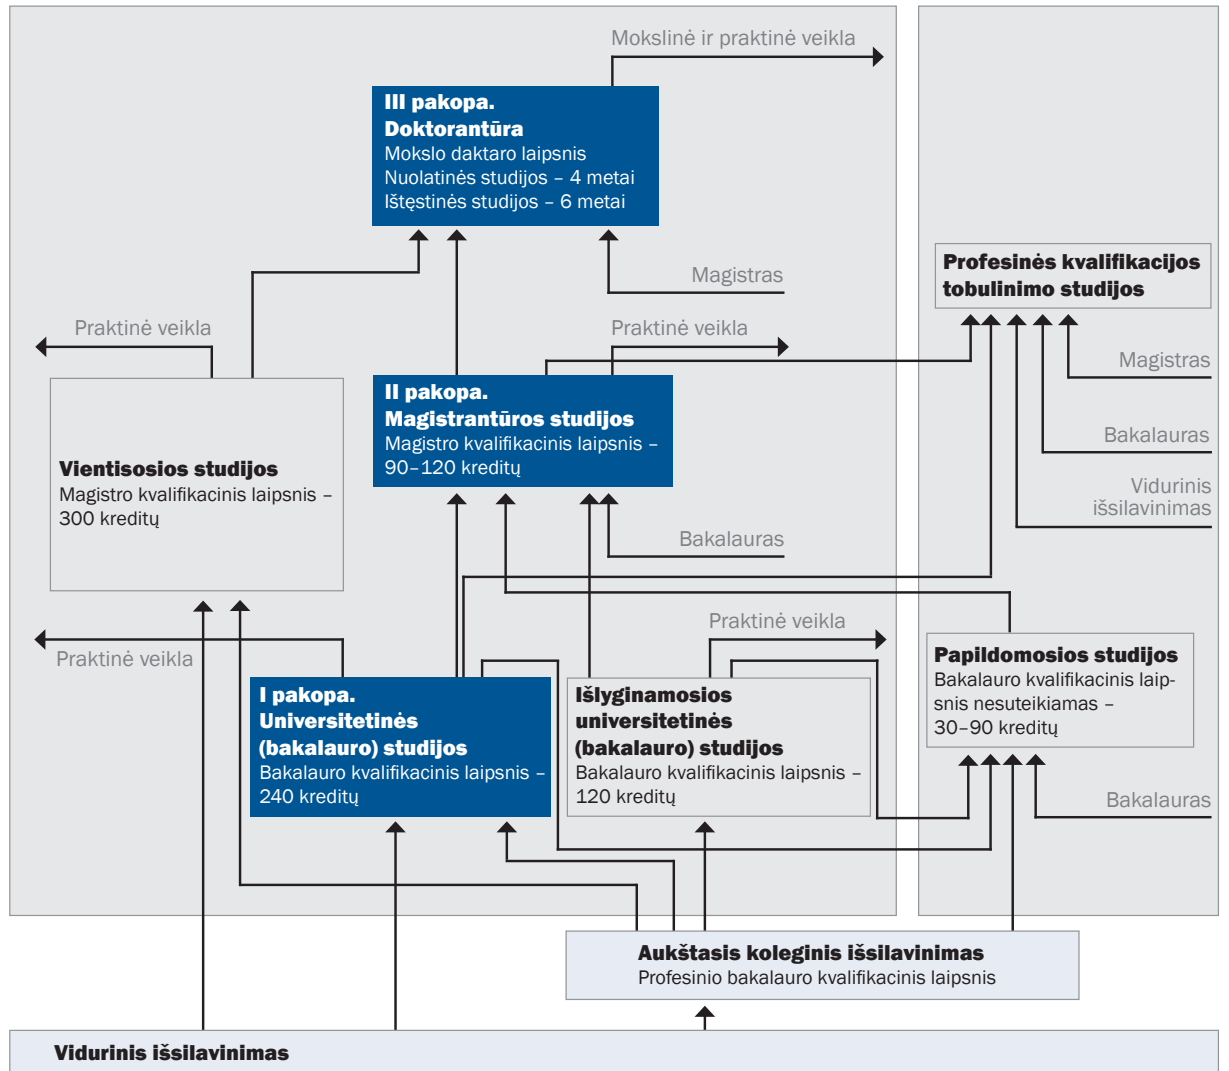 Mokslinė ir praktinė veikla
III pakopa.
Doktorantūra
Mokslo daktaro laipsnis
Nuolatinės studijos – 4 metai
Ištęstinės studijos – 6 metai
Magistras
Profesinės kvalifikacijos
tobulinimo studijos
Praktinė veikla
Praktinė veikla
Magistras
II pakopa.
Magistrantūros studijos
Magistro kvalifikacinis laipsnis –
90–120 kreditų
Bakalauras
Vientisosios studijos
Magistro kvalifikacinis laipsnis –
300 kreditų
Vidurinis
išsilavinimas
Bakalauras
Praktinė veikla
Praktinė veikla
Papildomosios studijos
Bakalauro kvalifikacinis laip-
snis nesuteikiamas –
30–90 kreditų
I pakopa.
Universitetinės
(bakalauro) studijos
Bakalauro kvalifikacinis laipsnis –
240 kreditų
Išlyginamosios
universitetinės
(bakalauro) studijos
Bakalauro kvalifikacinis laipsnis –
120 kreditų
Bakalauras
Aukštasis koleginis išsilavinimas
Profesinio bakalauro kvalifikacinis laipsnis
Vidurinis išsilavinimas